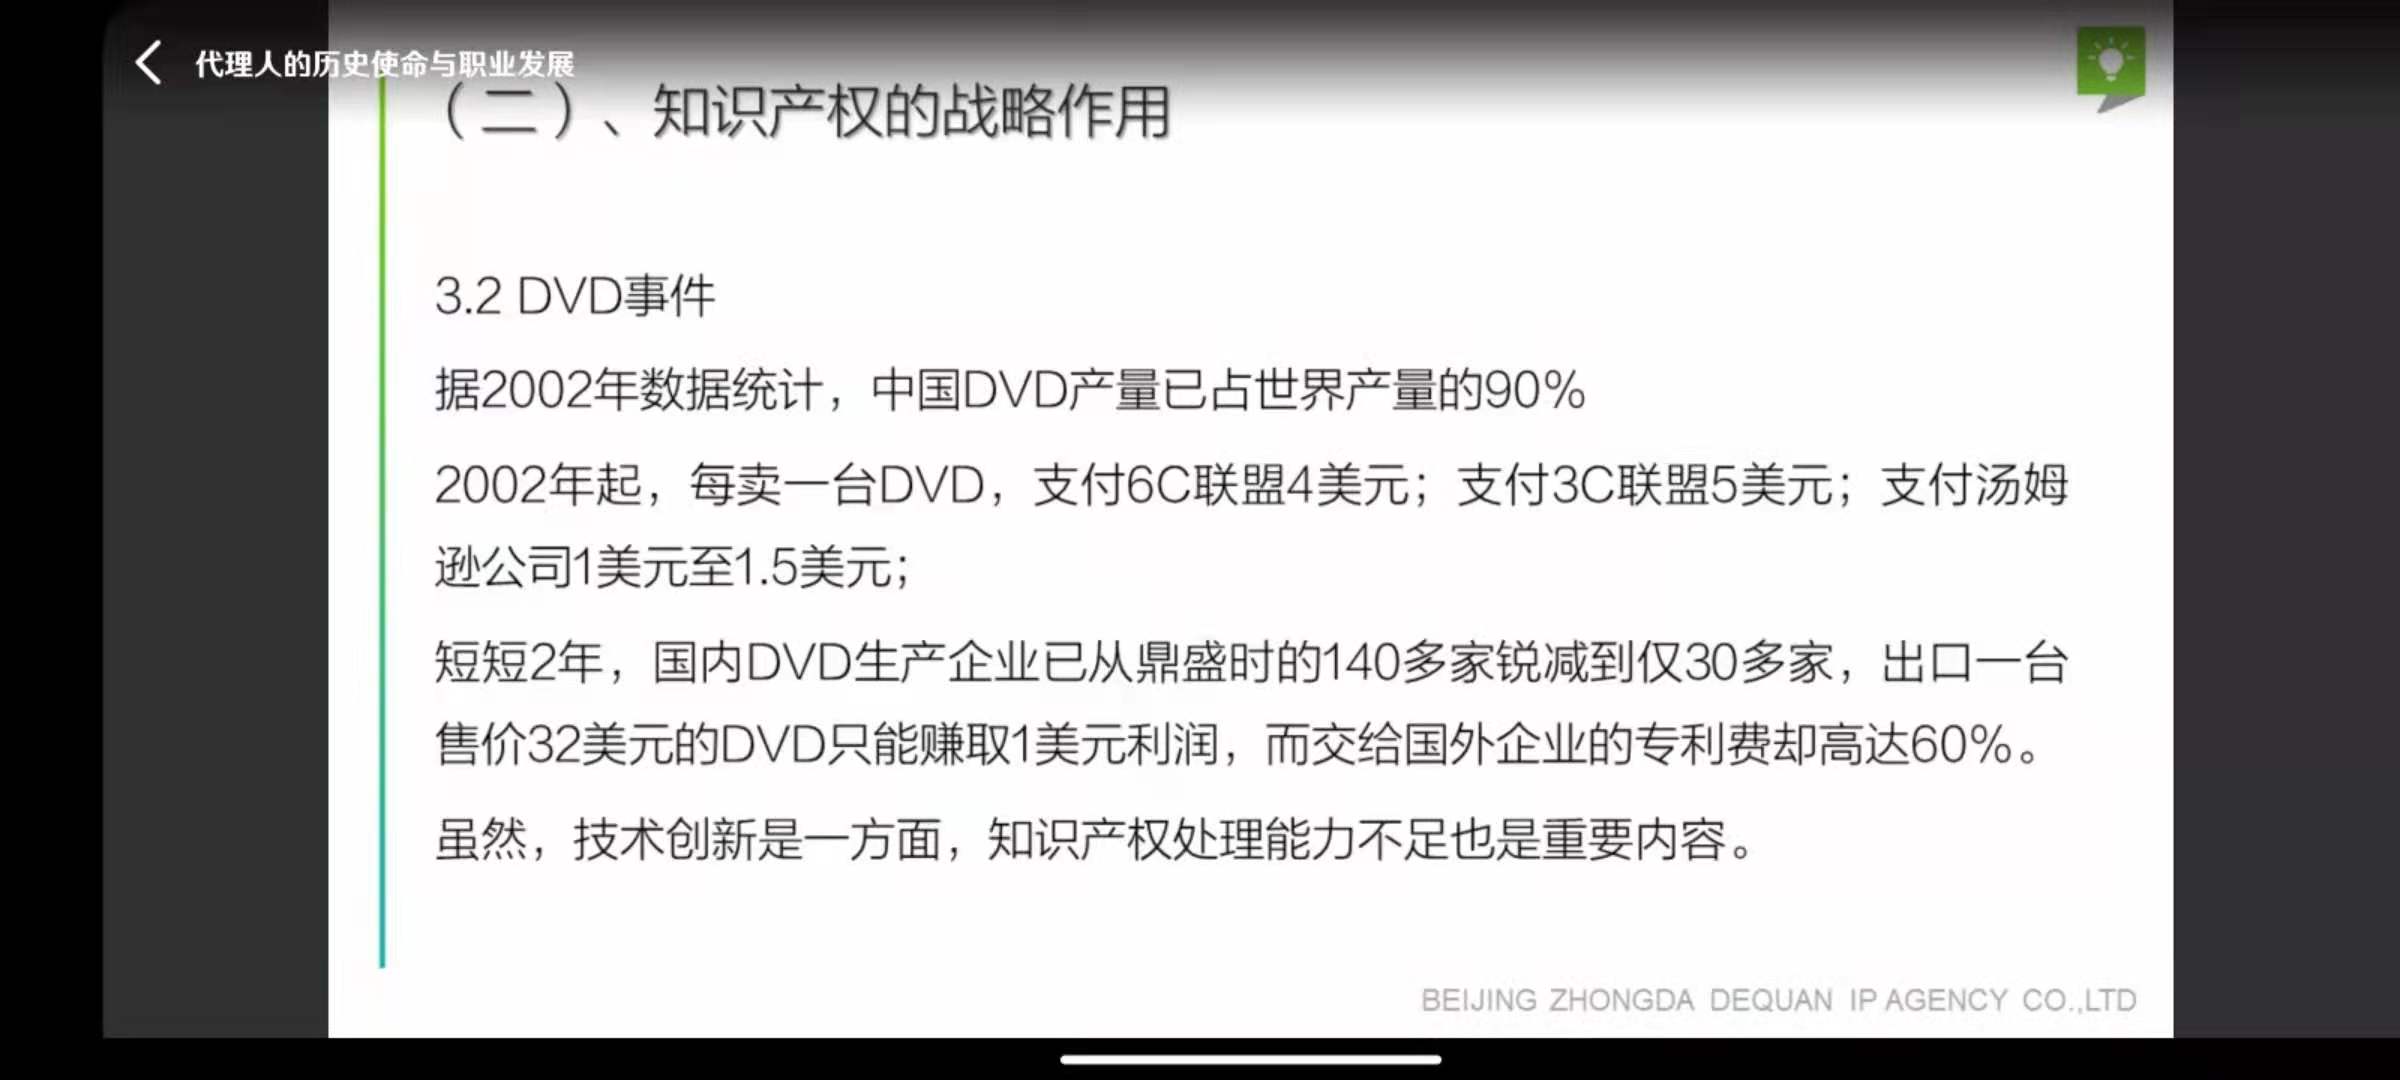 代理人的历史使命与职业发展
（二）、知识产权的战略作用
3.2 DVD事件
据2002年数据统计，中国DVD产量已占世界产量的90%
2002年起，每卖一台DVD，支付6C联盟4美元；支付3C联盟5美元；支付汤姆
逊公司1美元至1.5美元；
短短2年，国内DVD生产企业已从鼎盛时的140多家锐减到仅30多家，出口一台
售价32美元的DVD只能赚取1美元利润，而交给国外企业的专利费却高达60%。
虽然，技术创新是一方面，知识产权处理能力不足也是重要内容。
BEIJING ZHONGDA DEQUAN IP AGENCY CO.,LTD